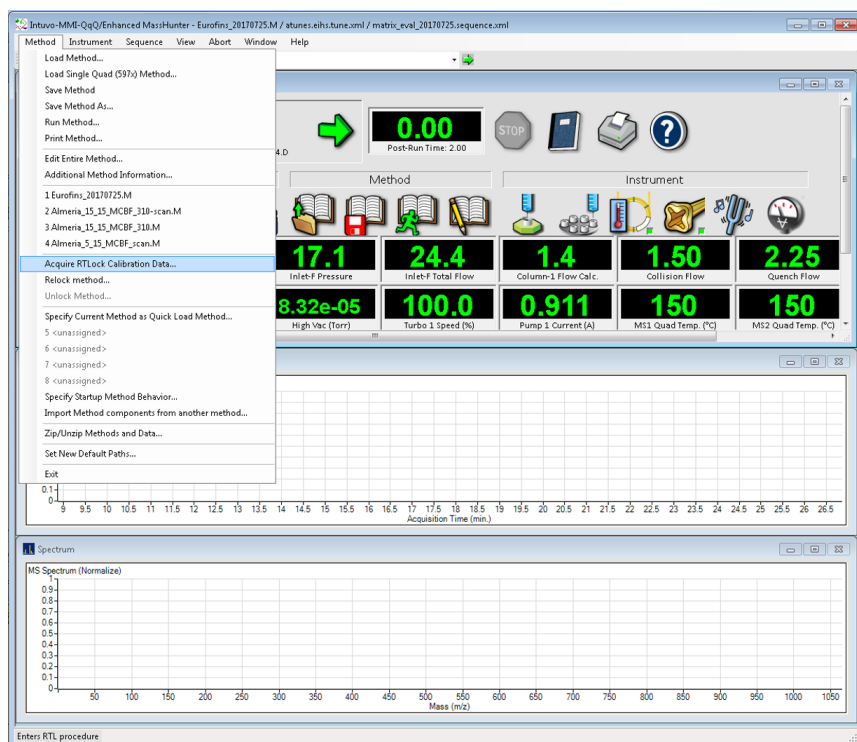 Intuvo-MMI-QqQ/Enhanced MassHunter - Eurofins_20170725.M / atunes.eihs.tune.xml / matrix_eval_20170725.sequence.xml
Method Instrument Sequence View Abort Window Help
Load Method...
Load Single Quad (597x) Method...
Save Method
Save Method As...
Run Method...
Print Method...
Edit Entire Method...
Additional Method Information...
1 Eurofins_20170725.M
2 Almeria_15_15_MCBF_310-scan.M
3 Almeria_15_15_MCBF_310.M
4 Almeria_5_15_MCBF_scan.M
Acquire RTLock Calibration Data...
Relock method...
Unlock Method...
Specify Current Method as Quick Load Method...
5 <unassigned>
6 <unassigned>
7 <unassigned>
8 <unassigned>
Specify Startup Method Behavior...
Import Method components from another method...
Zip/Unzip Methods and Data...
Set New Default Paths...
Exit
4.D
0.00
Post-Run Time: 2.00
STOP
Method Instrument
17.1 24.4 1.4 1.50 2.25
Inlet-F Pressure Inlet-F Total Flow Column-1 Flow Calc. Collision Flow Quench Flow
8.32e-05 100.0 0.911 150 150
High Vac (Torr) Turbo 1 Speed (%) Pump 1 Current (A) MS1 Quad Temp. (°C) MS2 Quad Temp. (°C)
0.1
0
9 9.5 10 10.5 11 11.5 12 12.5 13 13.5 14 14.5 15 15.5 16 16.5 17 17.5 18 18.5 19 19.5 20 20.5 21 21.5 22 22.5 23 23.5 24 24.5 25 25.5 26 26.5
Acquisition Time (min.)
Spectrum
MS Spectrum (Normalize)
1
0.9
0.8
0.7
0.6
0.5
0.4
0.3
0.2
0.1
0
50 100 150 200 250 300 350 400 450 500 550 600 650 700 750 800 850 900 950 1000 1050
Mass (m/z)
Enters RTL procedure